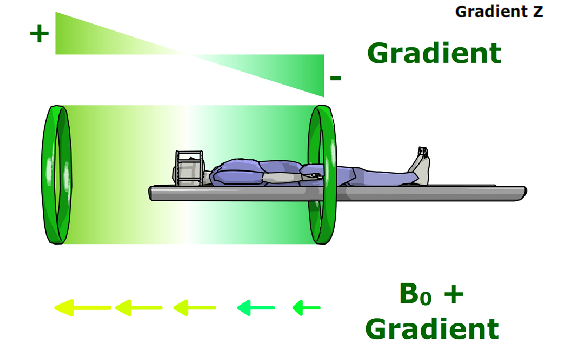 Gradient Z
+
Gradient
-
B₀ +
Gradient